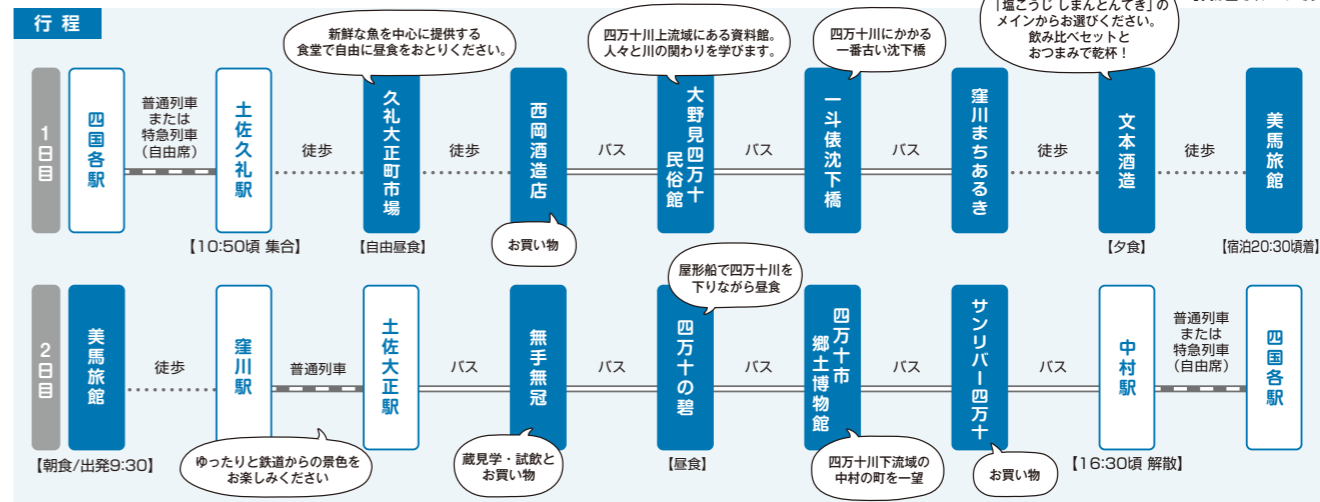 行程
「塩こうじ しまんとんてき」の
メインからお選びください。
飲み比べセットと
おつまみで乾杯！
新鮮な魚を中心に提供する
食堂で自由に昼食をおとりください。
四万十川上流域にある資料館。
人々と川の関わりを学びます。
四万十川にかかる
一番古い沈下橋
1日目
四国各駅
普通列車
または
特急列車
（自由席）
土佐久礼駅
【10:50頃 集合】
徒歩
久礼大正町市場
【自由昼食】
徒歩
西岡酒造店
お買い物
バス
大野見四万十
民俗館
バス
一斗俵沈下橋
バス
窪川まちあるき
徒歩
文本酒造
【夕食】
徒歩
美馬旅館
【宿泊20:30頃着】
2日目
美馬旅館
【朝食/出発9:30】
徒歩
窪川駅
普通列車
ゆったりと鉄道からの景色を
お楽しみください
土佐大正駅
バス
無手無冠
蔵見学・試飲と
お買い物
バス
屋形船で四万十川を
下りながら昼食
四万十の碧
【昼食】
バス
四万十市
郷土博物館
四万十川下流域の
中村の町を一望
バス
サンリバー四万十
お買い物
バス
中村駅
【16:30頃 解散】
普通列車
または
特急列車
（自由席）
四国各駅